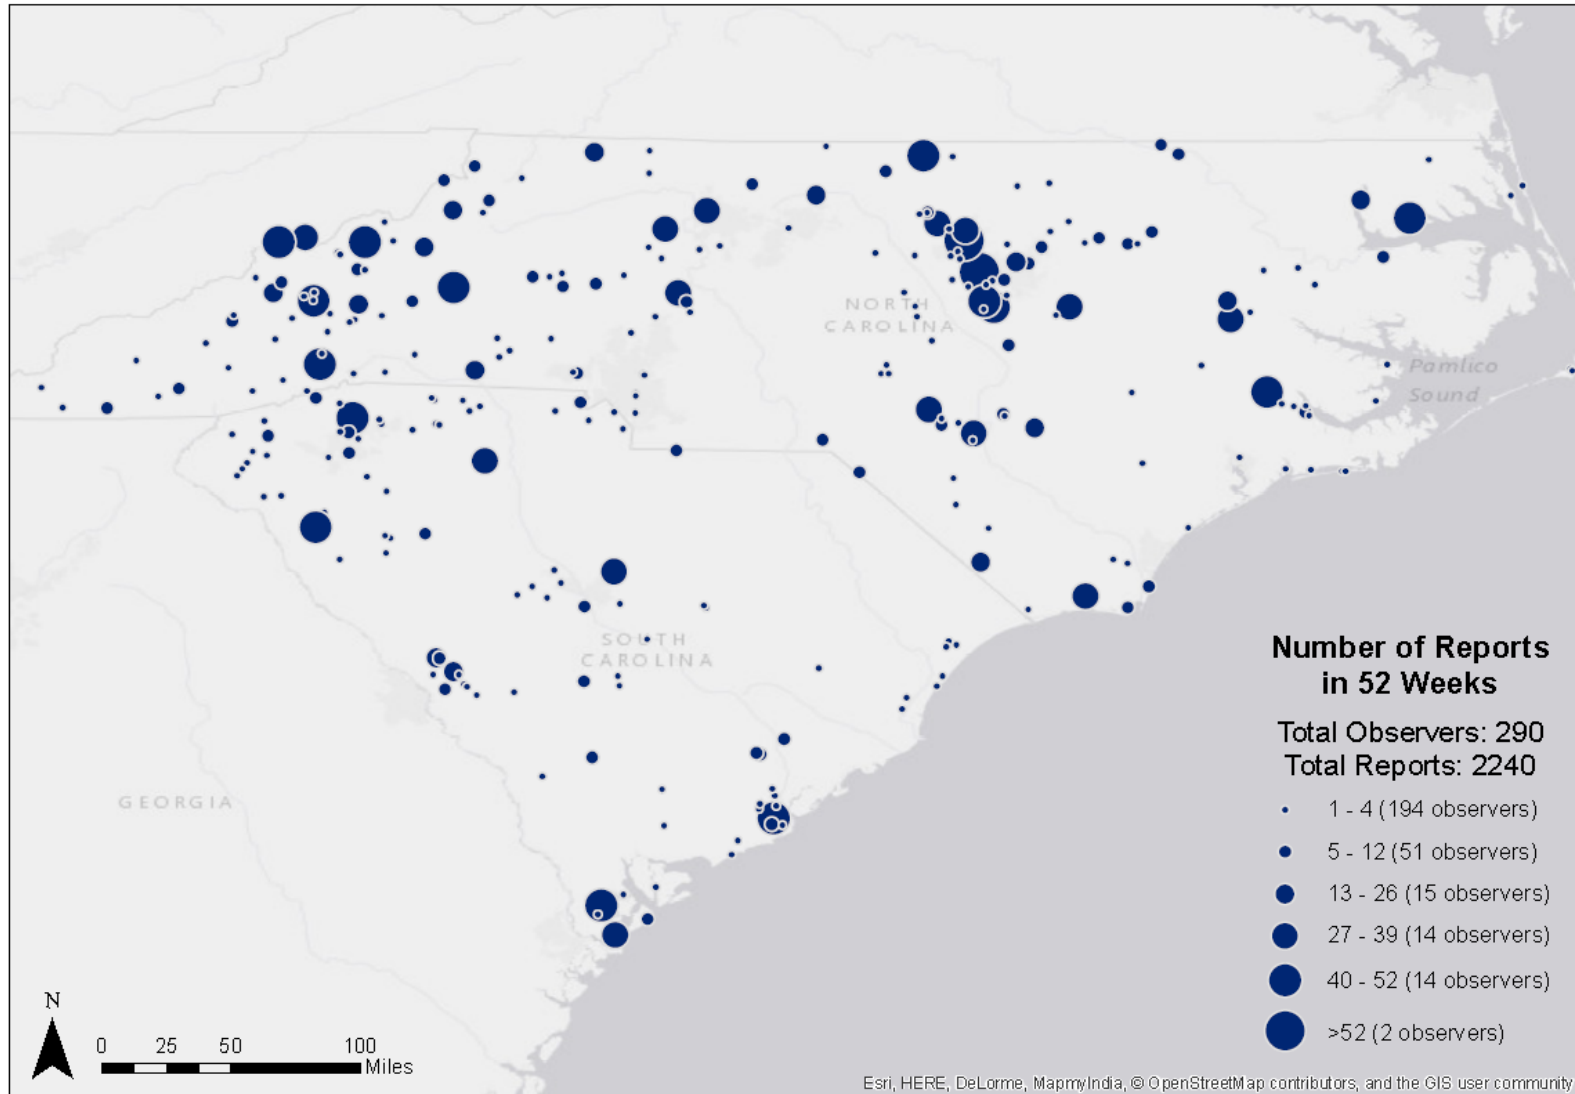 NORTH
CAROLINA
Pamlico
Sound
SOUTH
CAROLINA
GEORGIA
Number of Reports
in 52 Weeks
Total Observers: 290
Total Reports: 2240
1 - 4 (194 observers)
5 - 12 (51 observers)
13 - 26 (15 observers)
27 - 39 (14 observers)
40 - 52 (14 observers)
>52 (2 observers)
N
0 25 50 100
Miles
Esri, HERE, DeLorme, MapmyIndia, © OpenStreetMap contributors, and the GIS user community